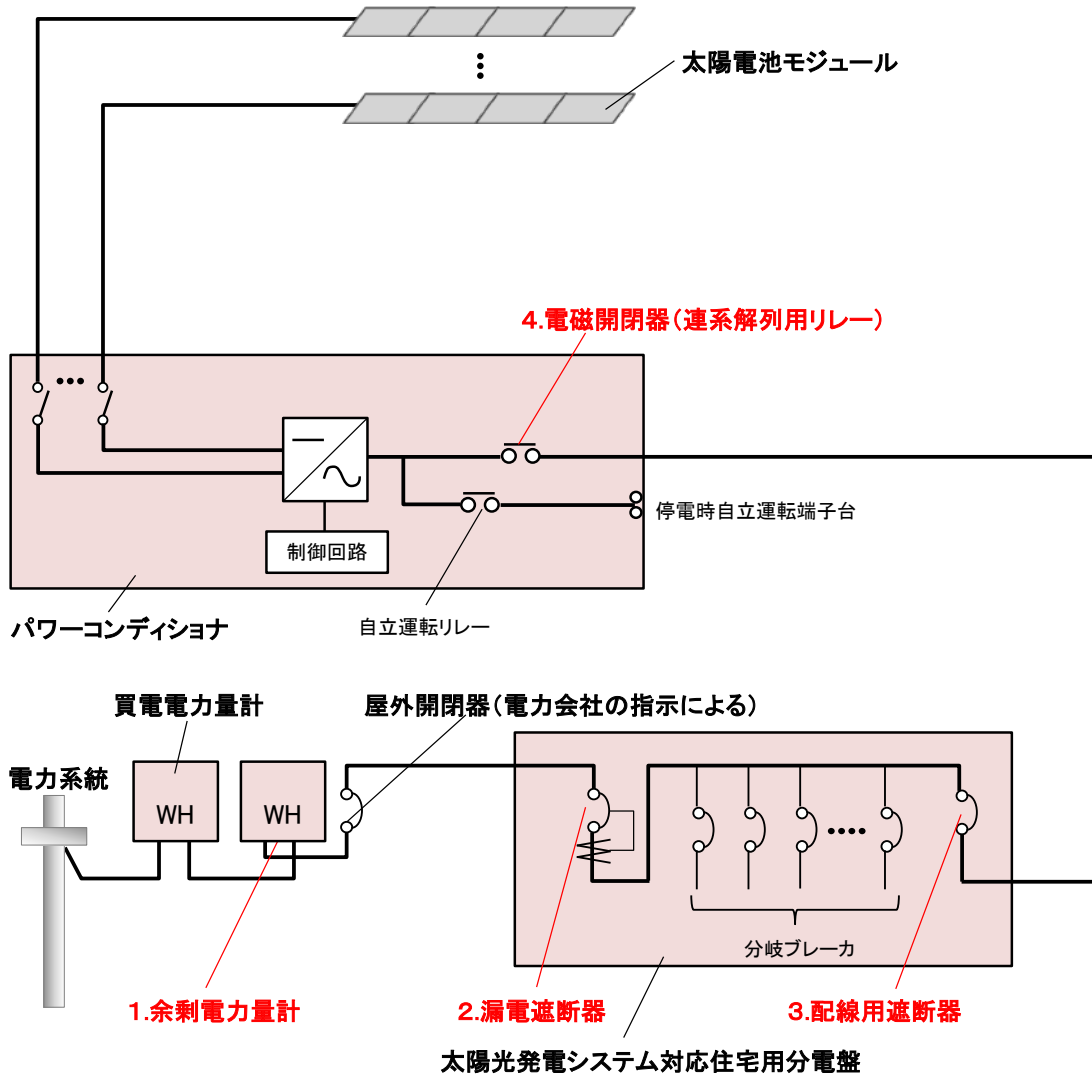 太陽電池モジュール
4.電磁開閉器(連系解列用リレー)
停電時自立運転端子台
制御回路
パワーコンディショナ
自立運転リレー
買電電力量計
屋外開閉器(電力会社の指示による)
電力系統
WH
WH
分岐ブレーカ
1.余剰電力量計
2.漏電遮断器
3.配線用遮断器
太陽光発電システム対応住宅用分電盤